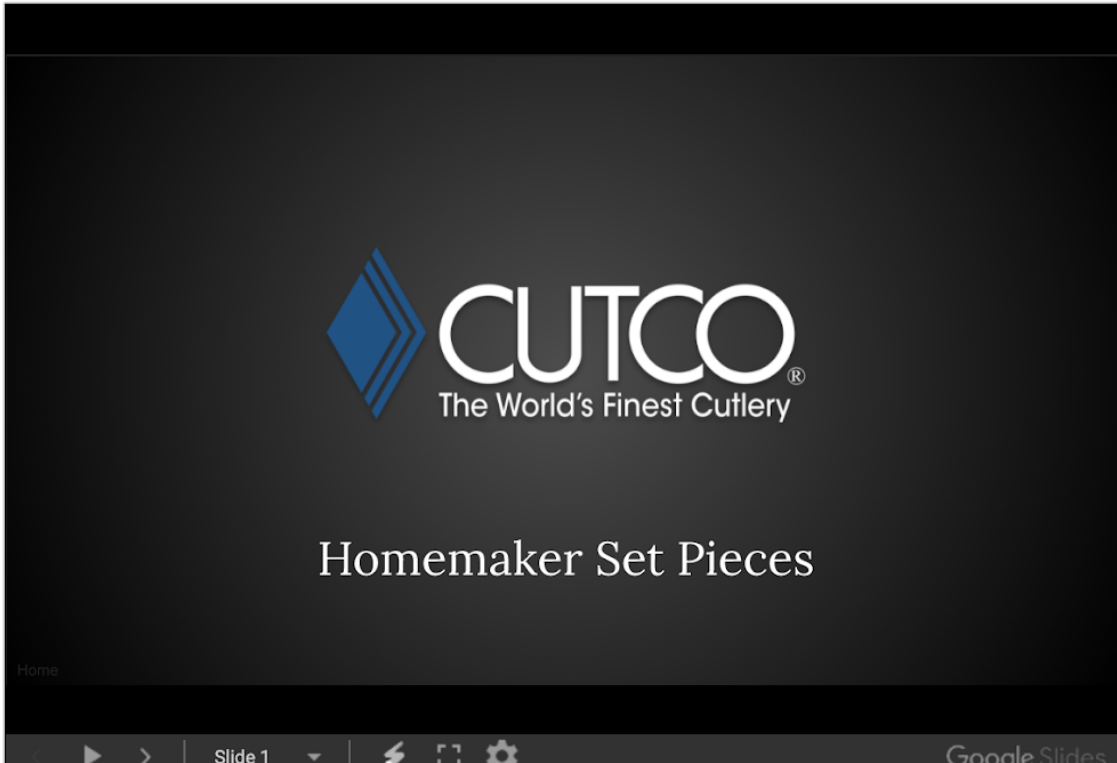 CUTCO®
The World's Finest Cutlery
Homemaker Set Pieces
Home
Slide 1
Google Slides